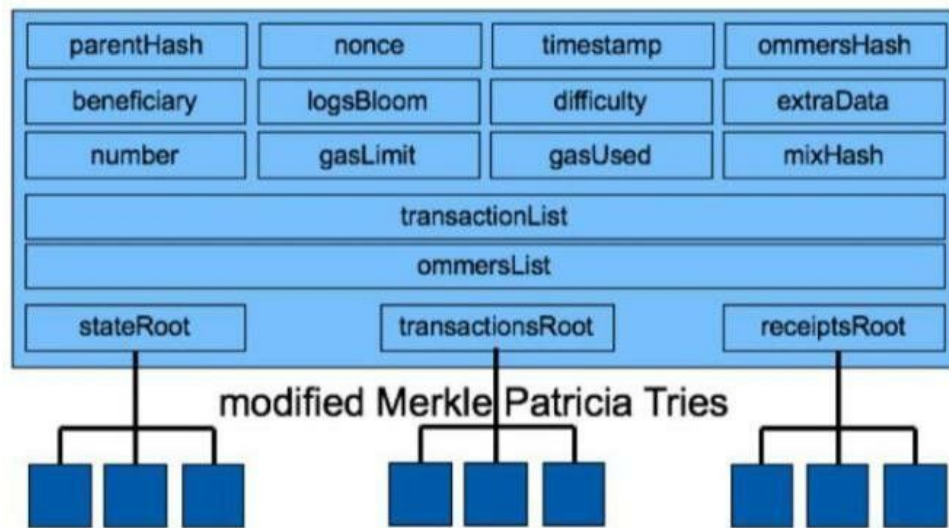 parentHash nonce timestamp ommersHash
beneficiary logsBloom difficulty extraData
number gasLimit gasUsed mixHash
transactionList
ommersList
stateRoot transactionsRoot receiptsRoot
modified Merkle Patricia Tries